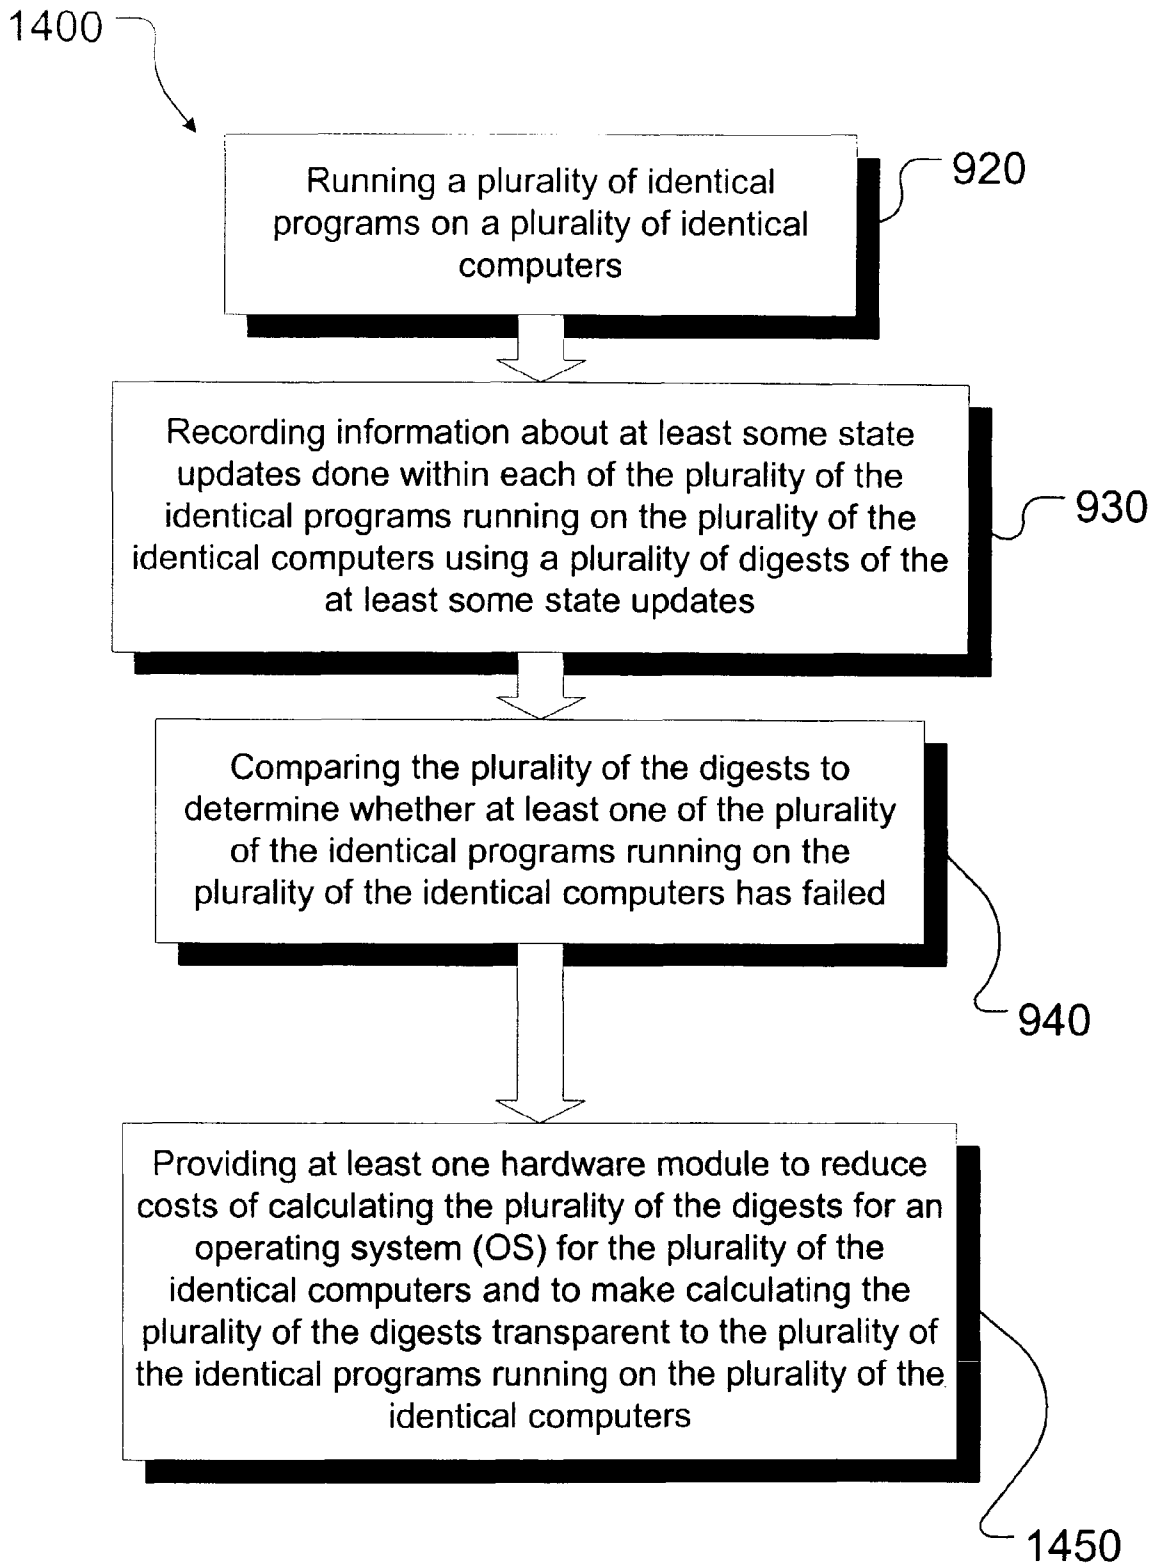 1400
Running a plurality of identical
programs on a plurality of identical
computers
920
Recording information about at least some state
updates done within each of the plurality of the
identical programs running on the plurality of the
identical computers using a plurality of digests of the
at least some state updates
930
Comparing the plurality of the digests to
determine whether at least one of the plurality
of the identical programs running on the
plurality of the identical computers has failed
940
Providing at least one hardware module to reduce
costs of calculating the plurality of the digests for an
operating system (OS) for the plurality of the
identical computers and to make calculating the
plurality of the digests transparent to the plurality of
the identical programs running on the plurality of the
identical computers
1450